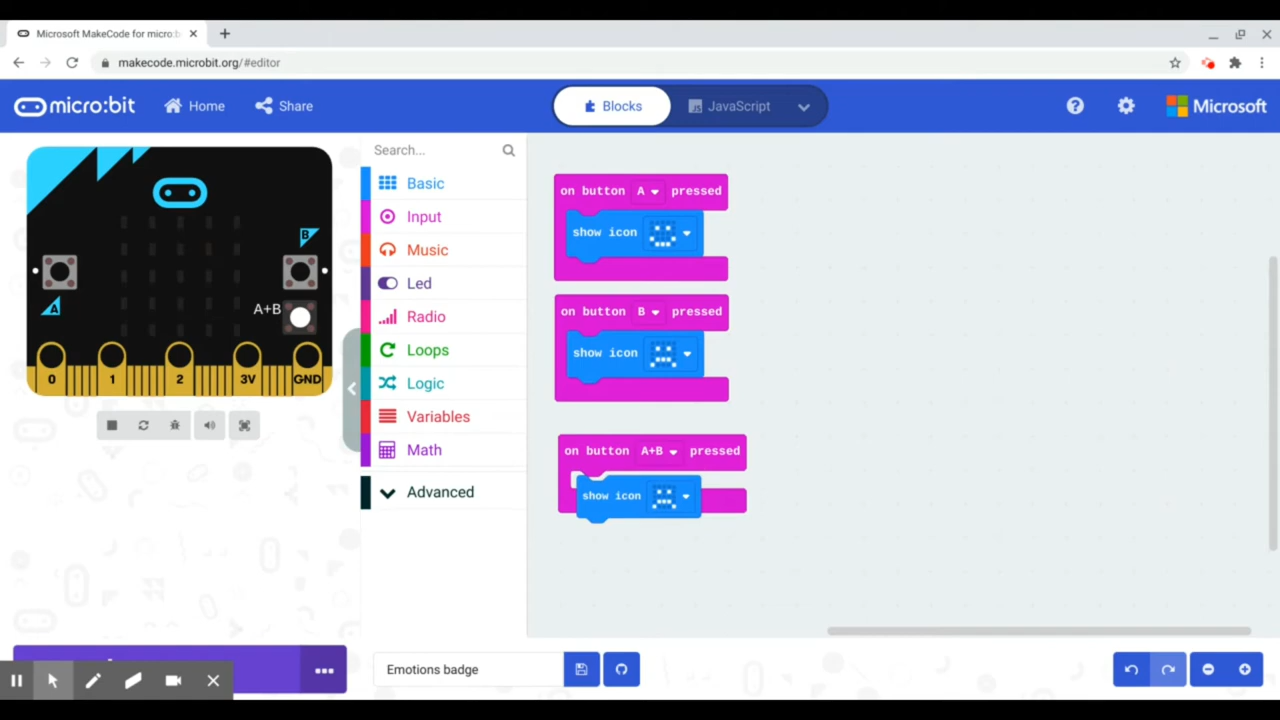 Microsoft MakeCode for micro:b
makecode.microbit.org/#editor
micro:bit
Home
Share
Blocks
JavaScript
Microsoft
B
A
A+B
0 1 2 3V GND
Search...
Basic
Input
Music
Led
Radio
Loops
Logic
Variables
Math
Advanced
on button A pressed
show icon
on button B pressed
show icon
on button A+B pressed
show icon
Emotions badge